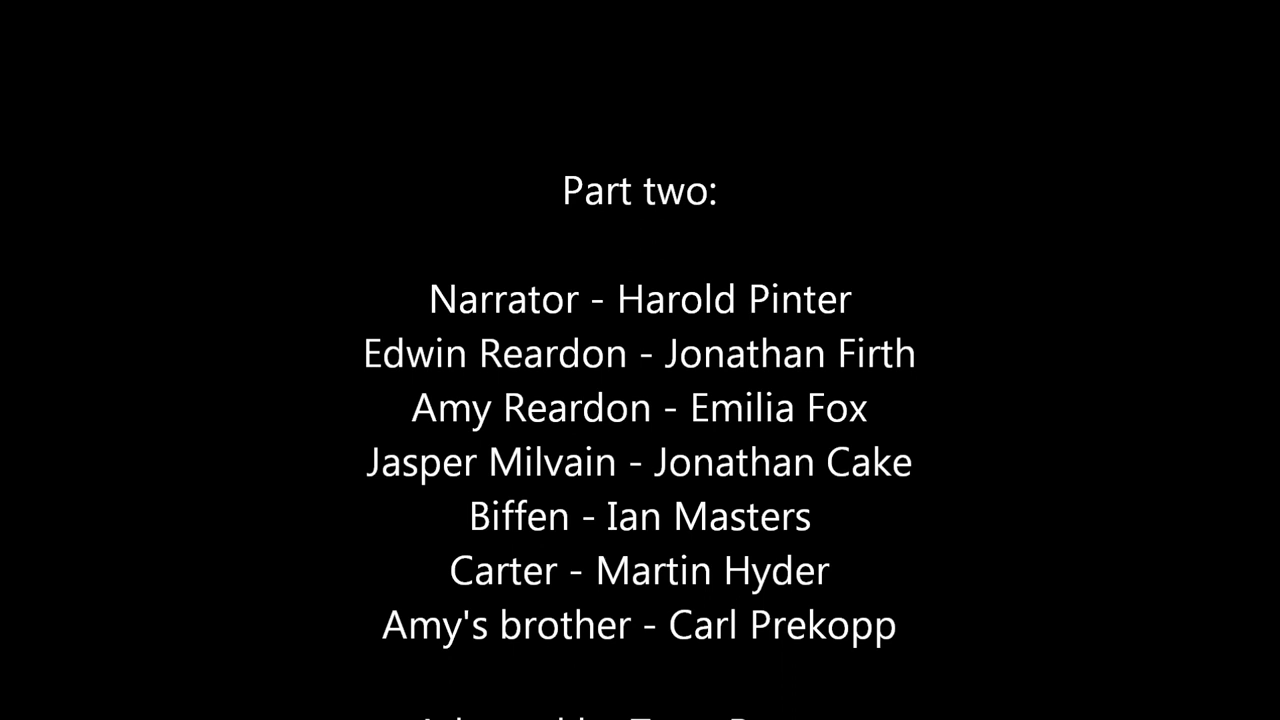 Part two:
Narrator - Harold Pinter
Edwin Reardon - Jonathan Firth
Amy Reardon - Emilia Fox
Jasper Milvain - Jonathan Cake
Biffen - Ian Masters
Carter - Martin Hyder
Amy's brother - Carl Prekopp